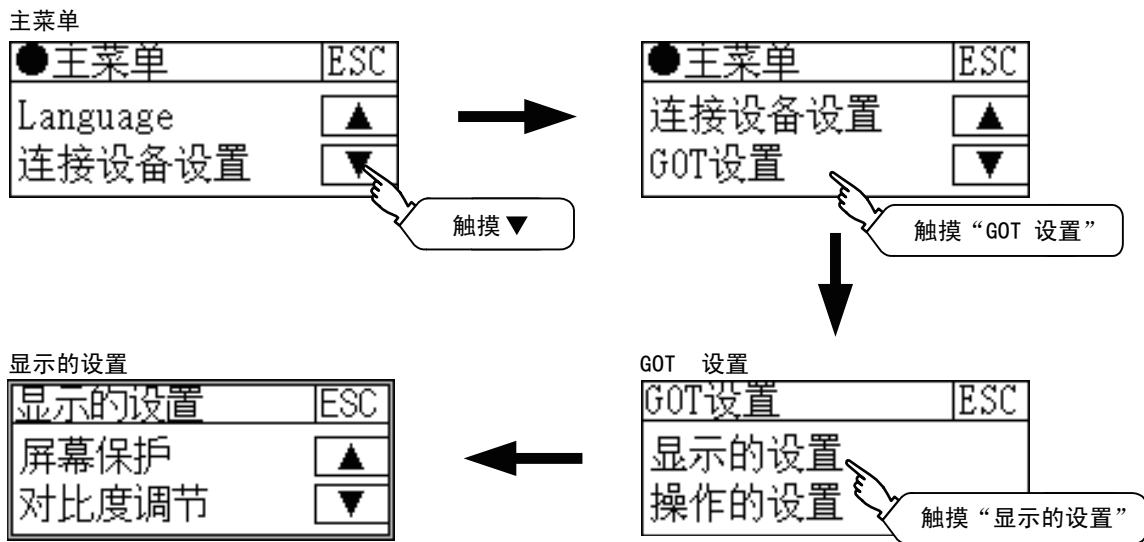 主菜单
●主菜单 ESC
Language ▲
连接设备设置 ▼
触摸▼
●主菜单 ESC
连接设备设置 ▲
GOT设置 ▼
触摸“GOT 设置”
GOT 设置
GOT设置 ESC
显示的设置
操作的设置
触摸“显示的设置”
显示的设置
显示的设置 ESC
屏幕保护 ▲
对比度调节 ▼